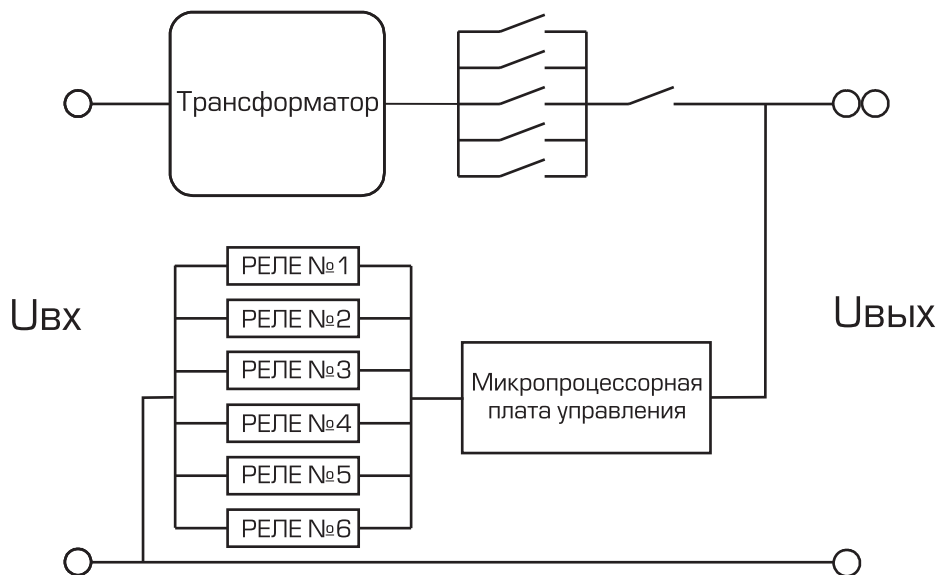 Трансформатор
РЕЛЕ №1
Uвх
РЕЛЕ №2
Uвых
РЕЛЕ №3
РЕЛЕ №4
РЕЛЕ №5
РЕЛЕ №6
Микропроцессорная
плата управления